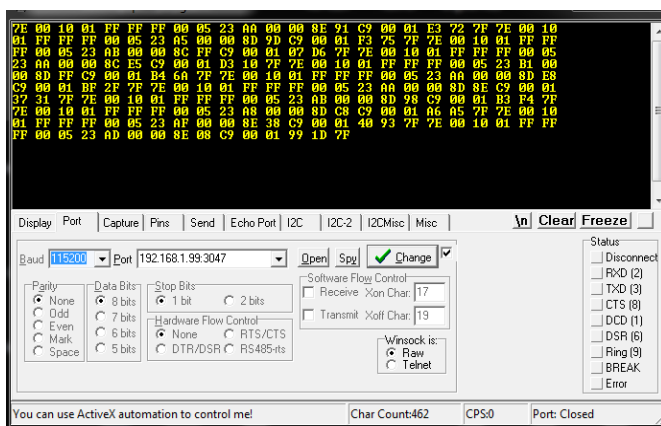 7E 00 10 01 FF FF FF 00 05 23 AA 00 00 8E 91 C9 00 01 E3 72 7F 7E 00 10
01 FF FF FF 00 05 23 A5 00 00 8D 9D C9 00 01 F3 75 7F 7E 00 10 01 FF FF
FF 00 05 23 AB 00 00 8C FF C9 00 01 07 D6 7F 7E 00 10 01 FF FF FF 00 05
23 AA 00 00 8C E5 C9 00 01 D3 10 7F 7E 00 10 01 FF FF FF 00 05 23 B1 00
00 8D FF C9 00 01 B4 6A 7F 7E 00 10 01 FF FF FF 00 05 23 AA 00 00 8D E8
C9 00 01 BF 2F 7F 7E 00 10 01 FF FF FF 00 05 23 AA 00 00 8D 8E C9 00 01
37 31 7F 7E 00 10 01 FF FF FF 00 05 23 AB 00 00 8D 98 C9 00 01 B3 F4 7F
7E 00 10 01 FF FF FF 00 05 23 A8 00 00 8D C8 C9 00 01 A6 A5 7F 7E 00 10
01 FF FF FF 00 05 23 AF 00 00 8E 38 C9 00 01 40 93 7F 7E 00 10 01 FF FF
FF 00 05 23 AD 00 00 8E 08 C9 00 01 99 1D 7F
Display Port Capture Pins Send Echo Port I2C I2C-2 I2CMisc Misc \n Clear Freeze
Baud 115200 Port 192.168.1.99:3047 Open Spy Change
Parity
None
Odd
Even
Mark
Space
Data Bits
8 bits
7 bits
6 bits
5 bits
Stop Bits
1 bit 2 bits
Hardware Flow Control
None RTS/CTS
DTR/DSR RS485-rts
Software Flow Control
Receive Xon Char: 17
Transmit Xoff Char: 19
Winsock is:
Raw
Telnet
Status
Disconnect
RXD (2)
TXD (3)
CTS (8)
DCD (1)
DSR (6)
Ring (9)
BREAK
Error
You can use ActiveX automation to control me! Char Count:462 CPS:0 Port: Closed